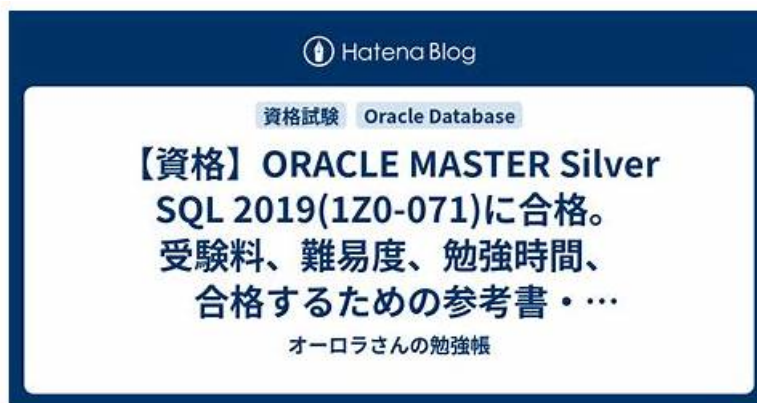 Hatena Blog
資格試験 Oracle Database
【資格】ORACLE MASTER Silver
SQL 2019(1Z0-071)に合格。
受験料、難易度、勉強時間、
合格するための参考書・…
オーロラさんの勉強帳